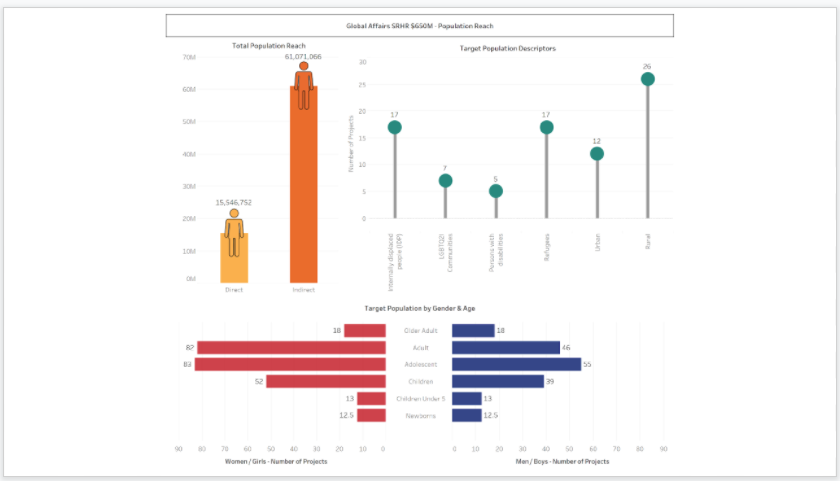 Global Affairs SRHR $650M - Population Reach
Total Population Reach
70M
60M
50M
40M
30M
20M
10M
0M
61,071,066
15,546,752
Direct
Indirect
Target Population Descriptors
Number of Projects
30
25
20
15
10
5
0
17
7
5
17
12
26
Internally displaced
people (IDP)
LGBTQ2I
Communities
Persons with
disabilities
Refugees
Urban
Rural
Target Population by Gender & Age
18 Older Adult 18
82 Adult 46
83 Adolescent 55
52 Children 39
13 Children Under 5 13
12.5 Newborns 12.5
90 80 70 60 50 40 30 20 10 0
0 10 20 30 40 50 60 70 80 90
Women / Girls - Number of Projects
Men / Boys - Number of Projects